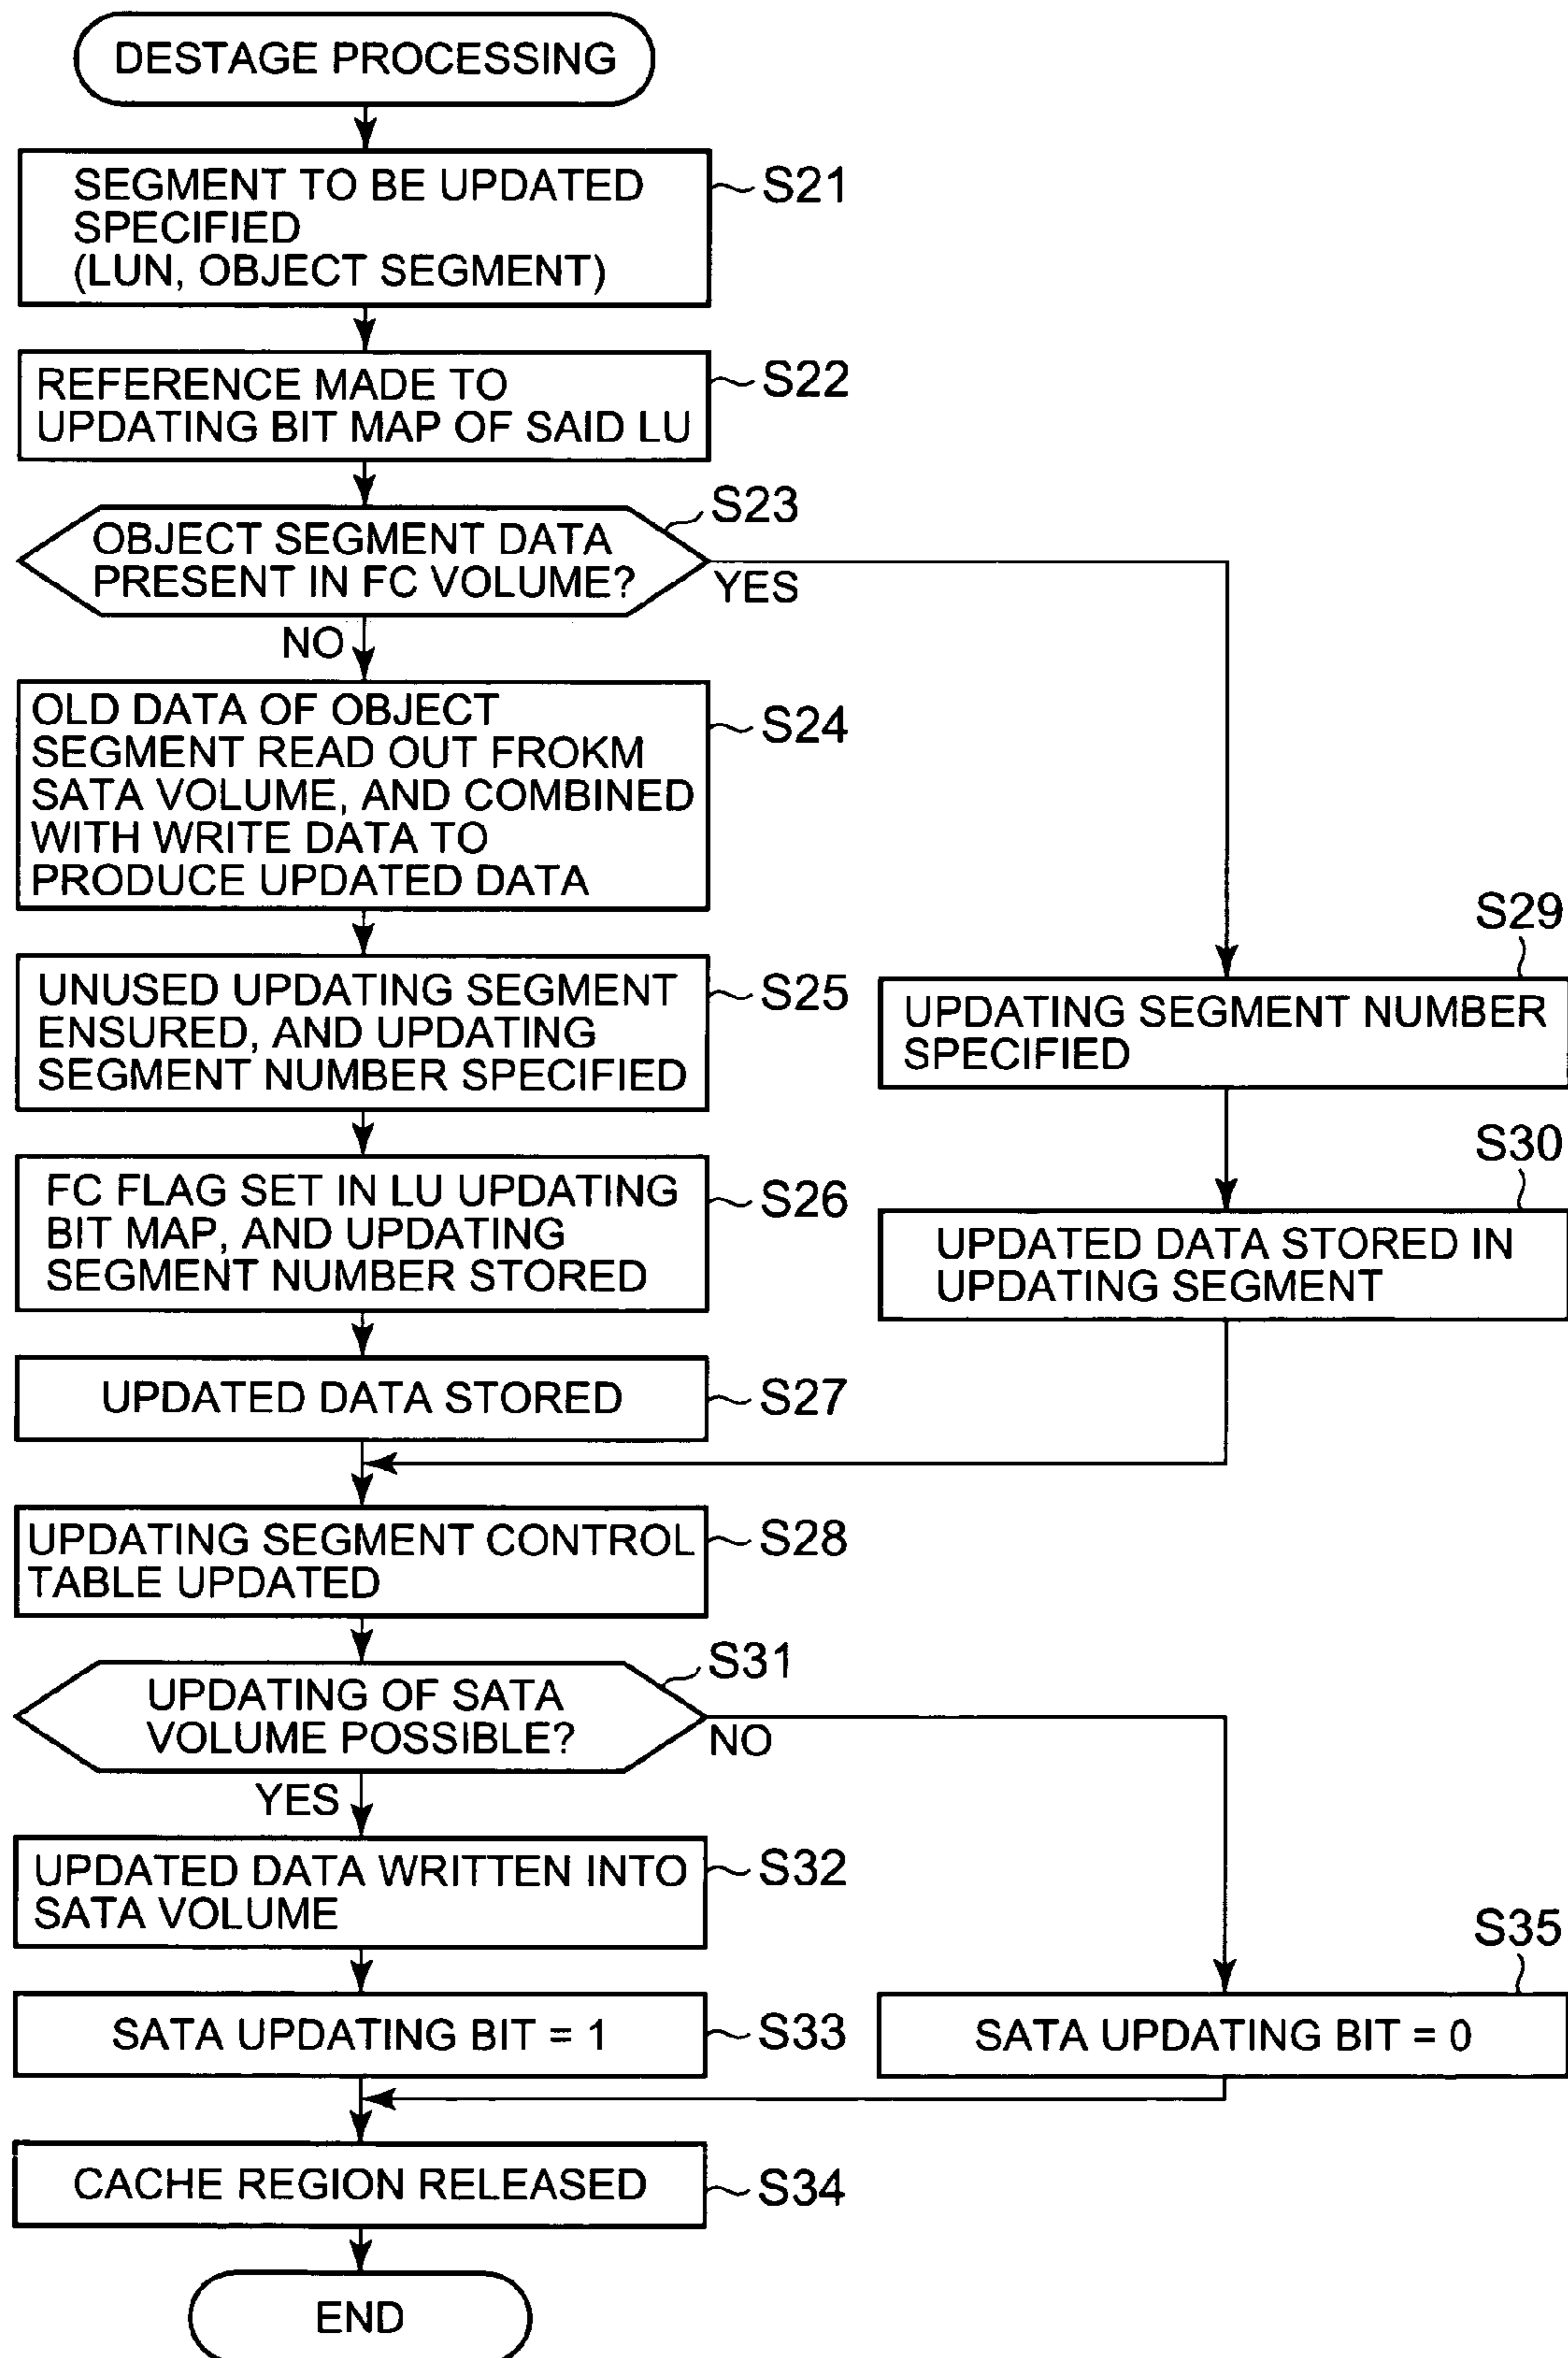 DESTAGE PROCESSING
SEGMENT TO BE UPDATED
SPECIFIED
(LUN, OBJECT SEGMENT)
S21
REFERENCE MADE TO
UPDATING BIT MAP OF SAID LU
S22
OBJECT SEGMENT DATA
PRESENT IN FC VOLUME?
S23
YES
NO
OLD DATA OF OBJECT
SEGMENT READ OUT FROKM
SATA VOLUME, AND COMBINED
WITH WRITE DATA TO
PRODUCE UPDATED DATA
S24
UNUSED UPDATING SEGMENT
ENSURED, AND UPDATING
SEGMENT NUMBER SPECIFIED
S25
S29
UPDATING SEGMENT NUMBER
SPECIFIED
FC FLAG SET IN LU UPDATING
BIT MAP, AND UPDATING
SEGMENT NUMBER STORED
S26
S30
UPDATED DATA STORED IN
UPDATING SEGMENT
UPDATED DATA STORED
S27
UPDATING SEGMENT CONTROL
TABLE UPDATED
S28
UPDATING OF SATA
VOLUME POSSIBLE?
S31
NO
YES
UPDATED DATA WRITTEN INTO
SATA VOLUME
S32
SATA UPDATING BIT = 1
S33
S35
SATA UPDATING BIT = 0
CACHE REGION RELEASED
S34
END